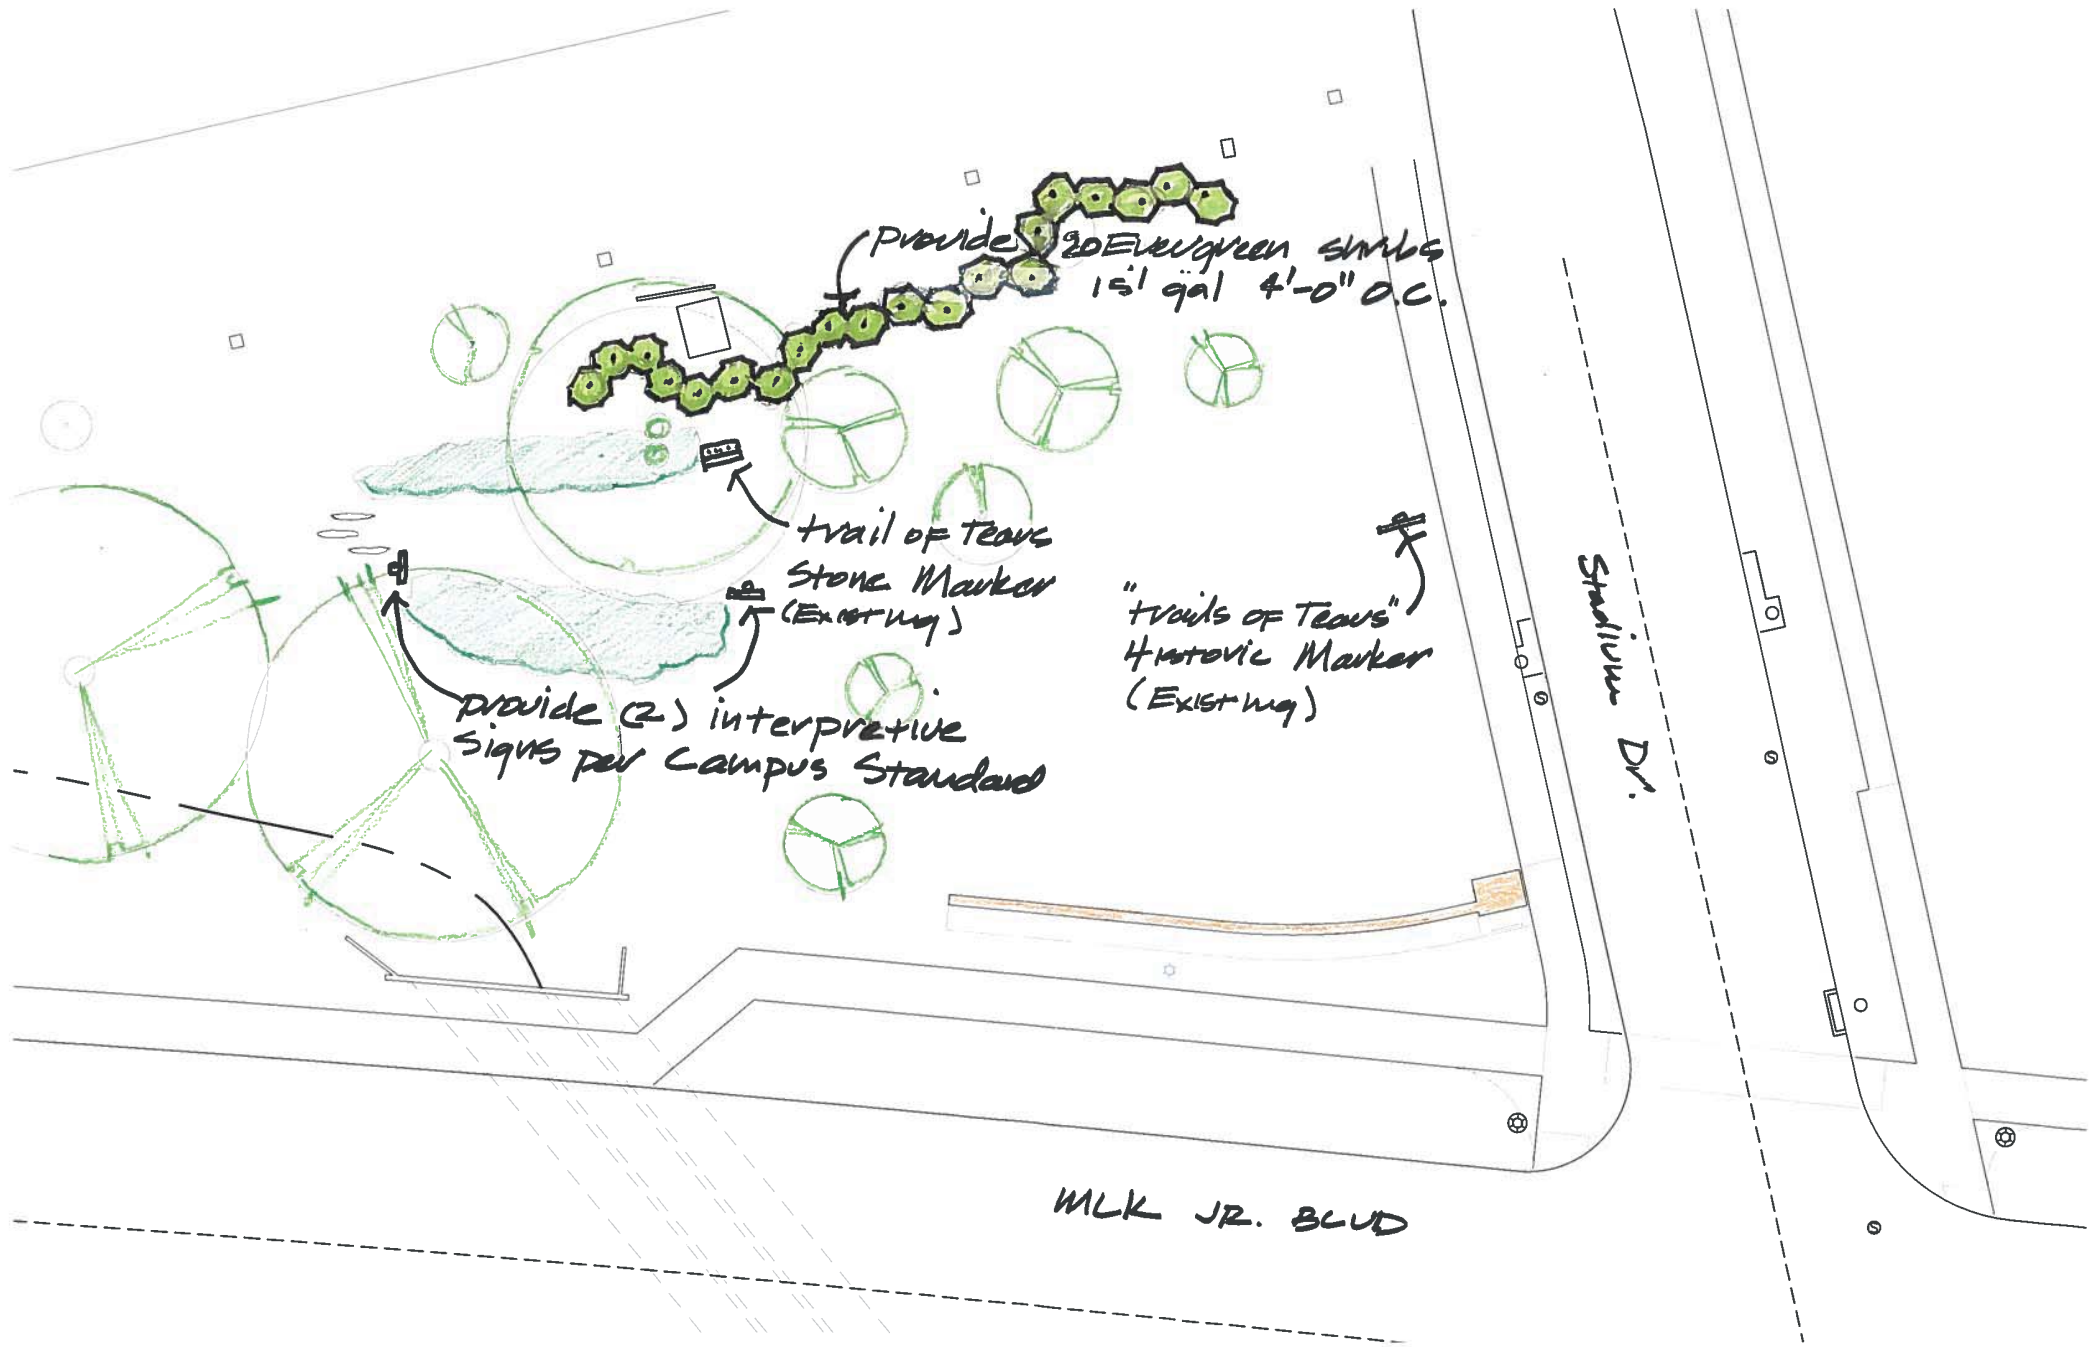 provide 20 Evergreen shrubs
15 gal 4'-0" O.C.
trail of Tears
Stone Marker
(Existing)
"trails of Tears"
Historic Marker
(Existing)
provide (2) interpretive
Signs per Campus Standard
Stadium Dr.
MLK JR. BLVD